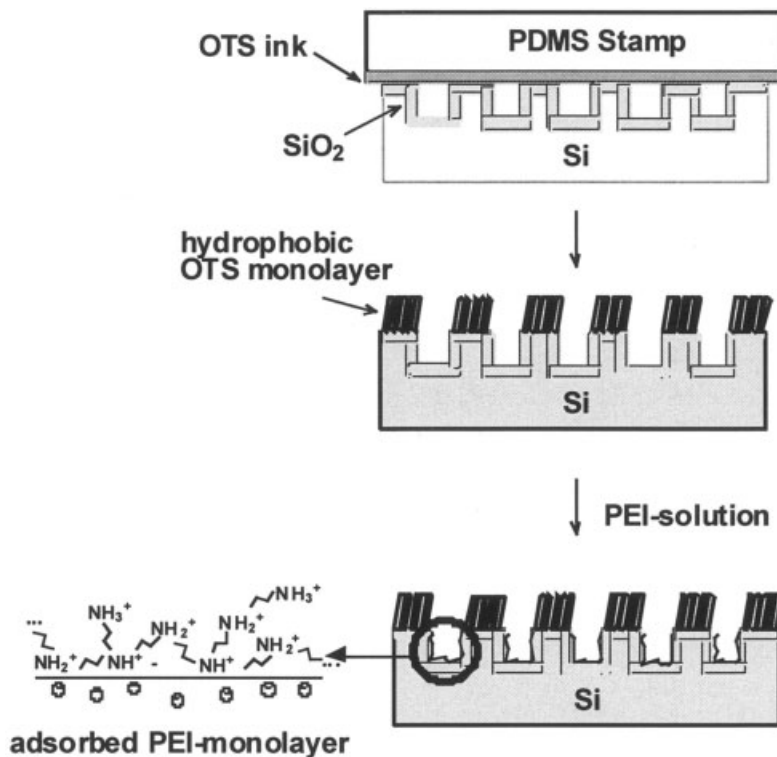 PDMS Stamp
OTS ink
SiO₂
Si
hydrophobic
OTS monolayer
Si
PEI-solution
NH₃⁺
NH₃⁺
...
NH₂⁺
NH₂⁺
NH₂⁺
NH₂⁺
NH⁺
-
NH⁺
...
Si
adsorbed PEI-monolayer